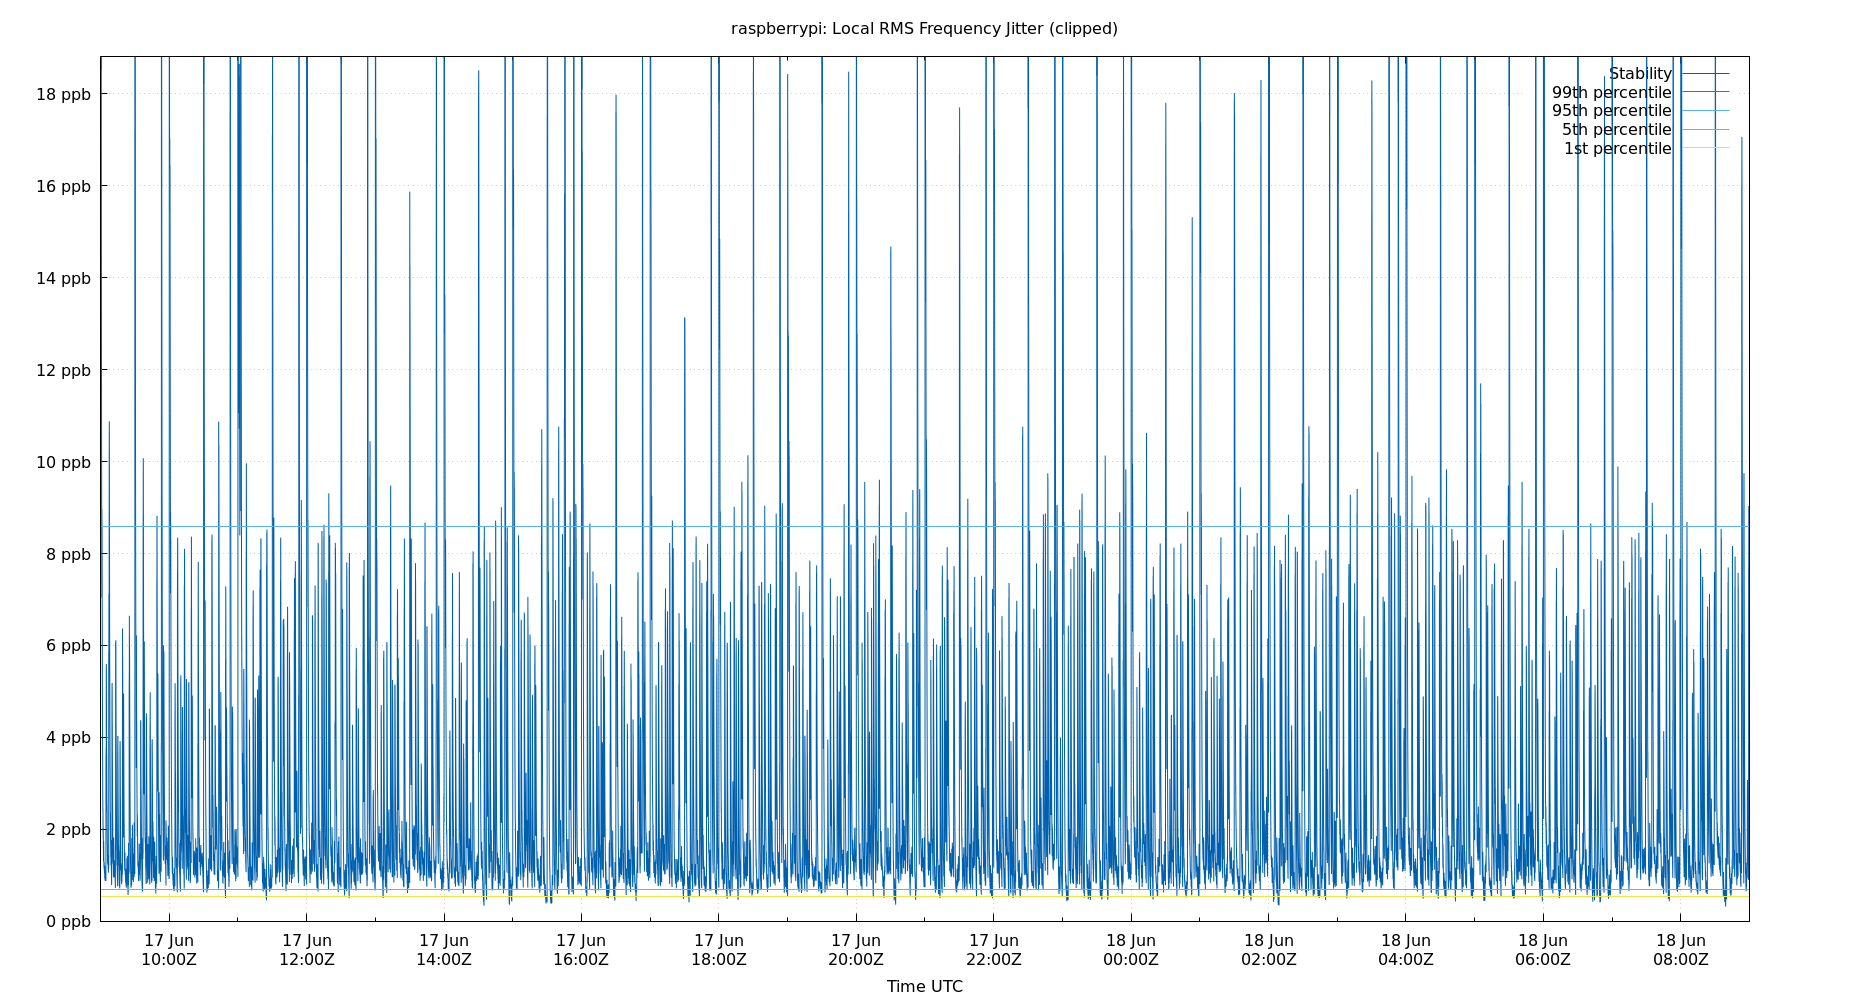 raspberrypi: Local RMS Frequency Jitter (clipped)
Stability
99th percentile
95th percentile
5th percentile
1st percentile
18 ppb
16 ppb
14 ppb
12 ppb
10 ppb
8 ppb
6 ppb
4 ppb
2 ppb
0 ppb
17 Jun 17 Jun 17 Jun 17 Jun 17 Jun 17 Jun 17 Jun 18 Jun 18 Jun 18 Jun 18 Jun 18 Jun
10:00Z 12:00Z 14:00Z 16:00Z 18:00Z 20:00Z 22:00Z 00:00Z 02:00Z 04:00Z 06:00Z 08:00Z
Time UTC